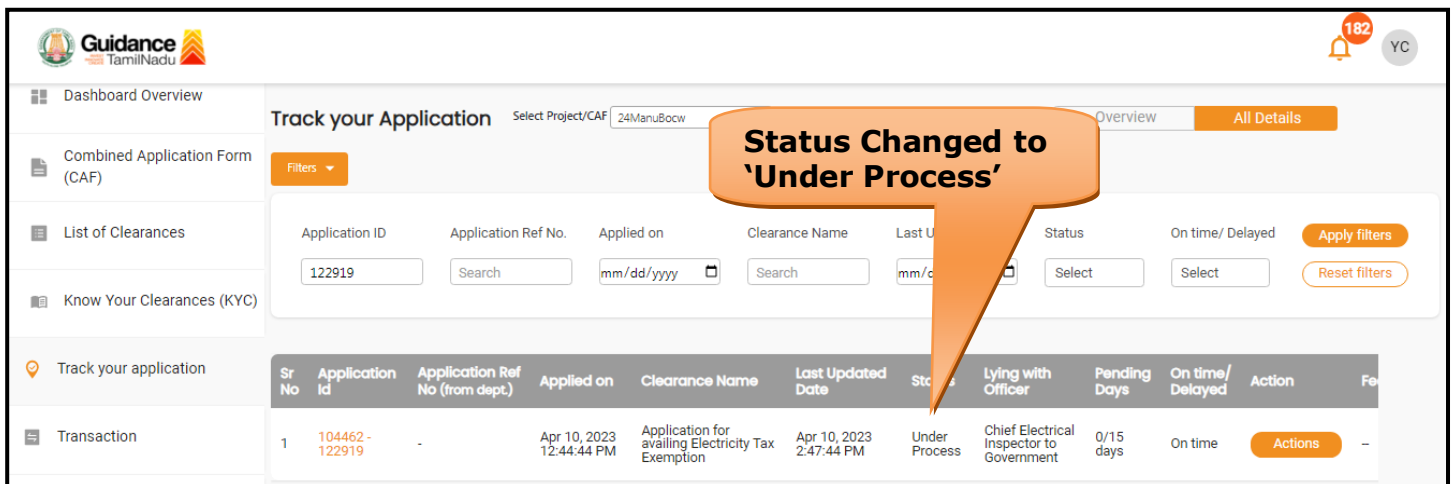 Guidance
TamilNadu
182
YC
Dashboard Overview
Combined Application Form
(CAF)
List of Clearances
Know Your Clearances (KYC)
Track your application
Transaction
Track your Application
Select Project/CAF
24ManuBocw
Overview
All Details
Status Changed to
‘Under Process’
Filters
Application ID
Application Ref No.
Applied on
Clearance Name
Last U
Status
On time/ Delayed
Apply filters
122919
Search
mm/dd/yyyy
Search
mm/d
Select
Select
Reset filters
Sr No
Application Id
Application Ref No (from dept.)
Applied on
Clearance Name
Last Updated Date
Lying with Officer
Pending Days
On time/ Delayed
Action
1
104462 -
122919
-
Apr 10, 2023
12:44:44 PM
Application for
availing Electricity Tax
Exemption
Apr 10, 2023
2:47:44 PM
Under
Process
Chief Electrical
Inspector to
Government
0/15
days
On time
Actions
--